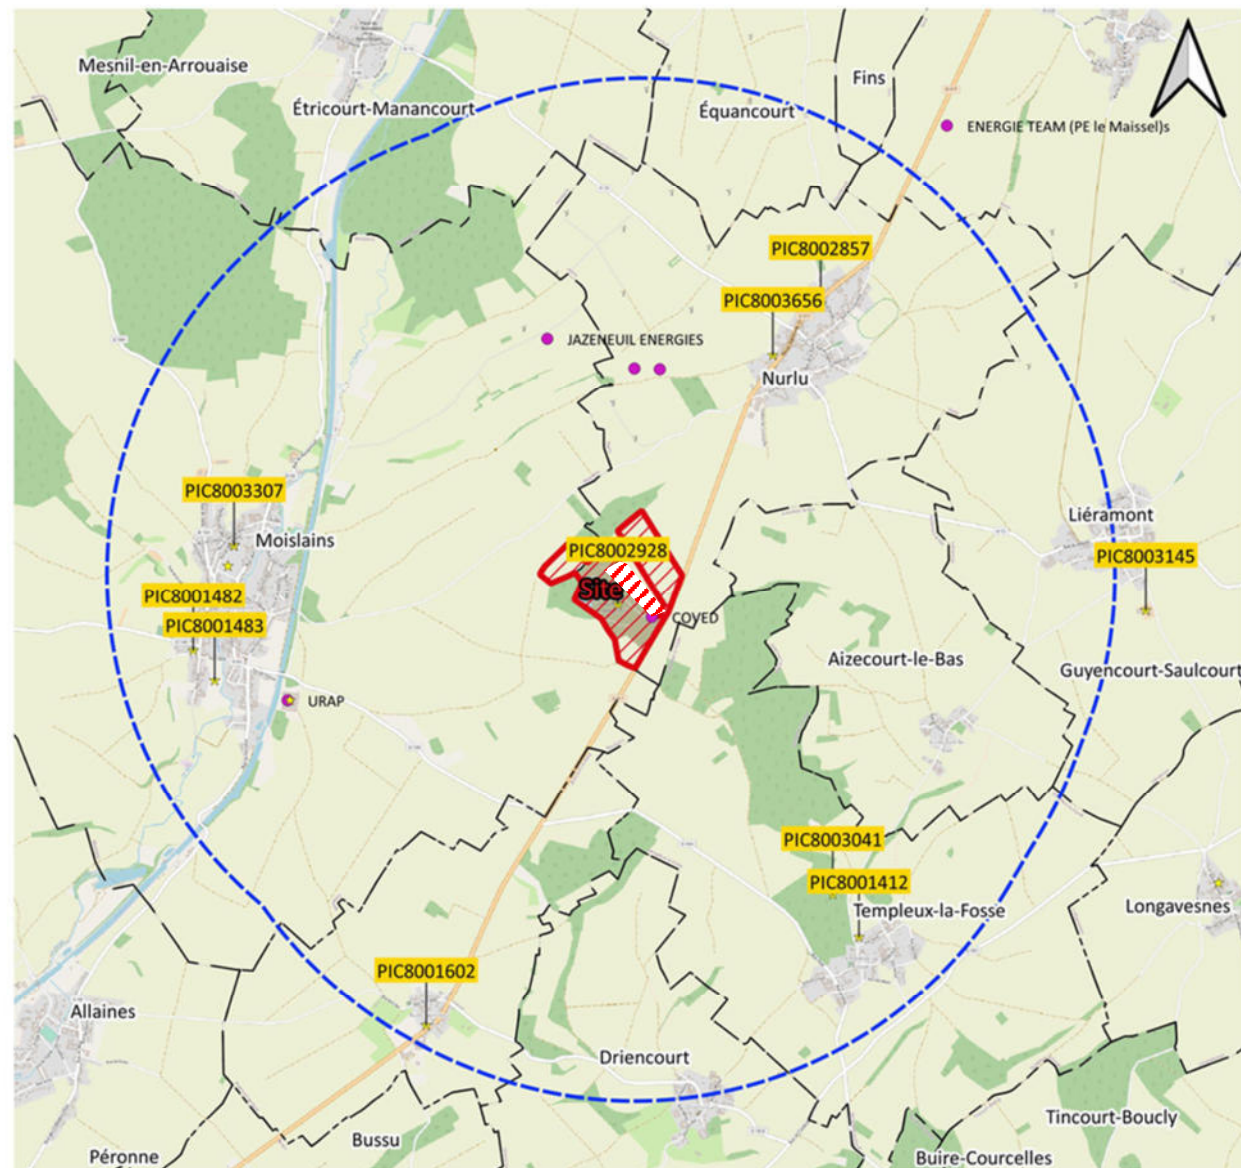 Mesnil-en-Arrouaise
Fins
Étricourt-Manancourt
Équancourt
ENERGIE TEAM (PE le Maissel)s
PIC8002857
PIC8003656
JAZENEUIL ENERGIES
Nurlu
PIC8003307
Liéramont
Moislains
PIC8002928
PIC8003145
Site
PIC8001482
COVED
PIC8001483
Aizecourt-le-Bas
Guyencourt-Saulcourt
URAP
PIC8003041
PIC8001412
Longavesnes
Templeux-la-Fosse
PIC8001602
Allaines
Driencourt
Tincourt-Boucly
Bussu
Péronne
Buire-Courcelles